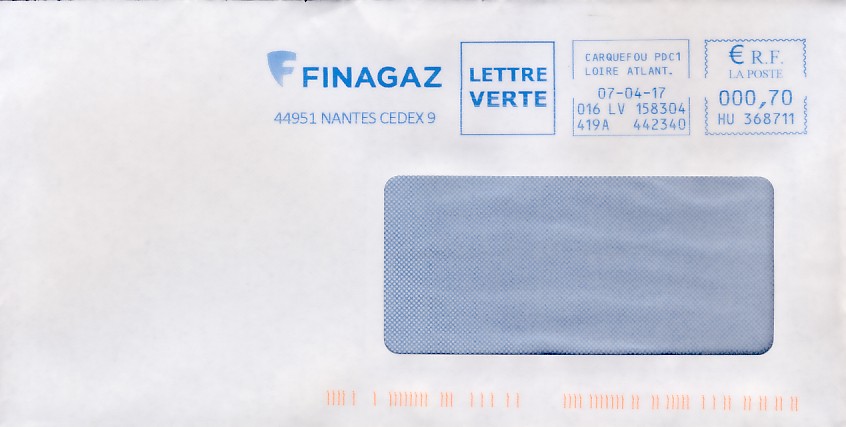 FINAGAZ
44951 NANTES CEDEX 9
LETTRE
VERTE
CARQUEFOU PDC1
LOIRE ATLANT.
07-04-17
016 LV 158304
419A 442340
€ R.F.
LA POSTE
000,70
HU 368711